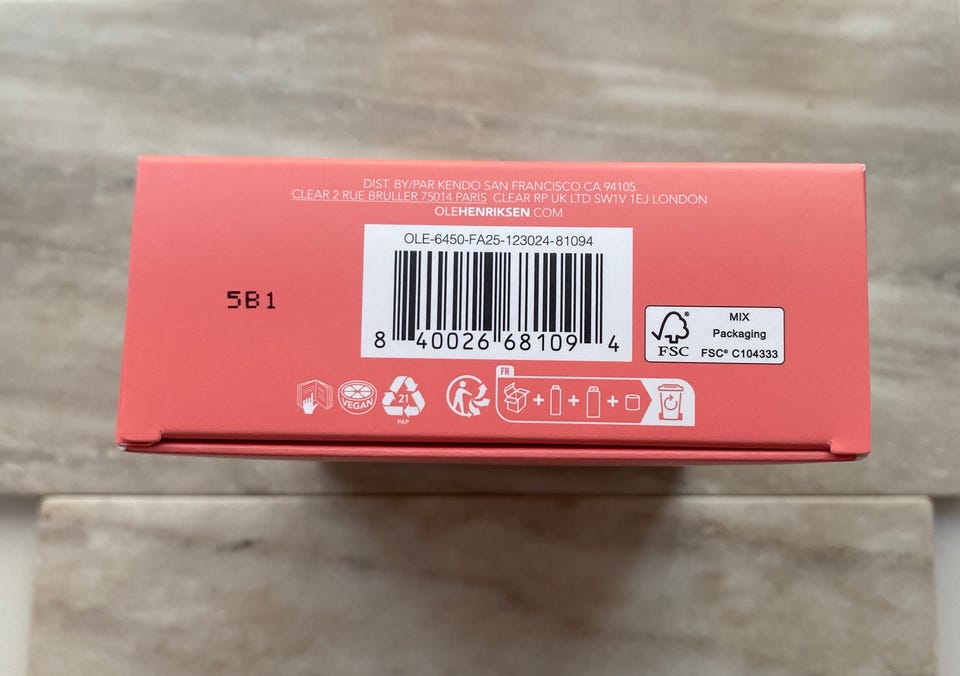 DIST. BY/PAR KENDO SAN FRANCISCO CA 94105
CLEAR 2 RUE BRULLER 75014 PARIS CLEAR RP UK LTD SW1V 1EJ LONDON
OLEHENRIKSEN.COM
OLE-6450-FA25-123024-81094
5B1
8 40026 68109 4
MIX
Packaging
FSC® C104333
FSC
FR
VEGAN
21
PAP